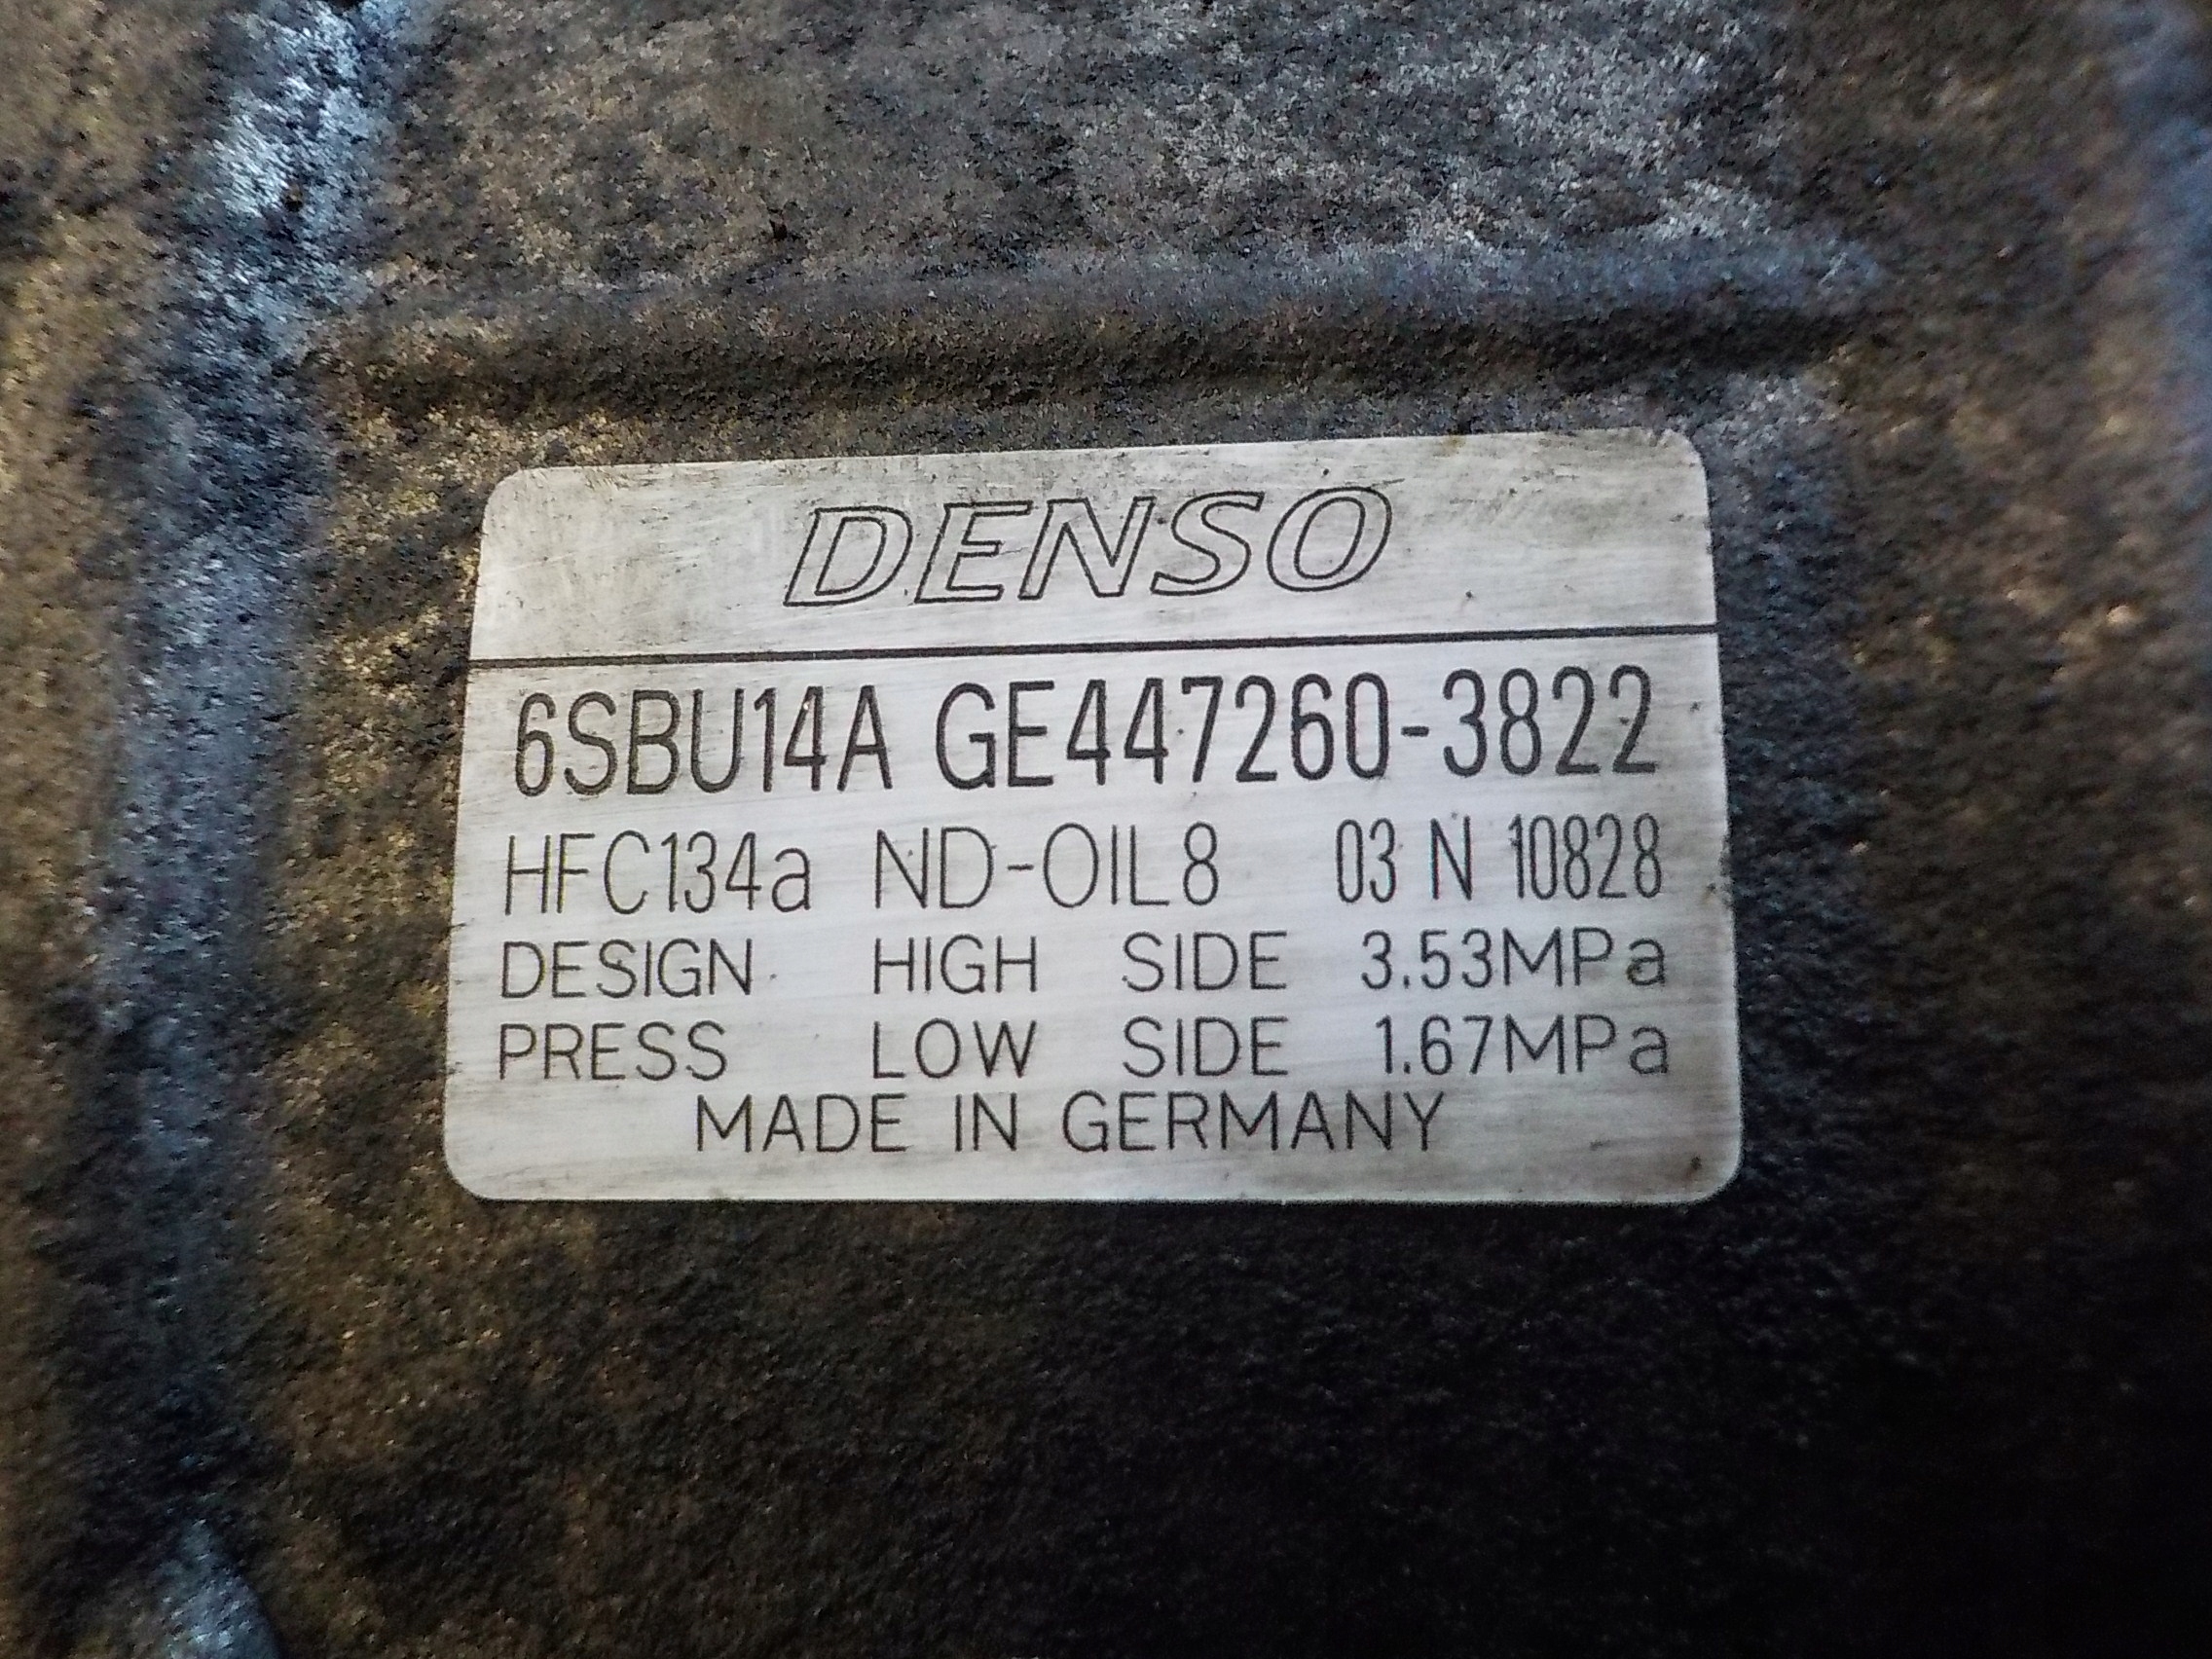 DENSO
6SBU14A GE447260-3822
HFC134a ND-OIL8 03 N 10828
DESIGN HIGH SIDE 3.53MPa
PRESS LOW SIDE 1.67MPa
MADE IN GERMANY